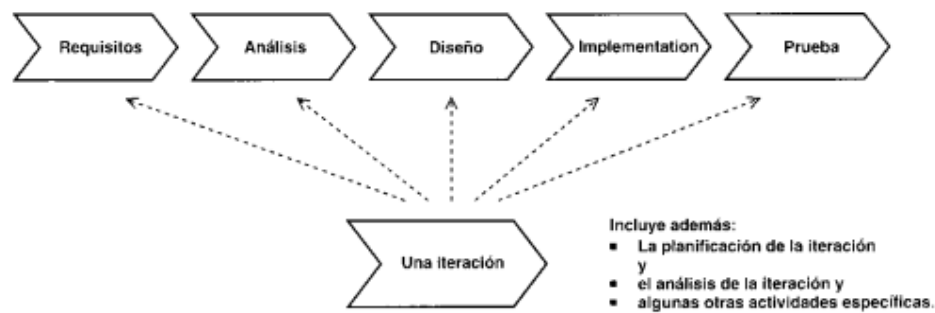 Requisitos
Análisis
Diseño
Implementation
Prueba
Una iteración
Incluye además:
▪ La planificación de la iteración
y
▪ el análisis de la iteración y
▪ algunas otras actividades específicas.